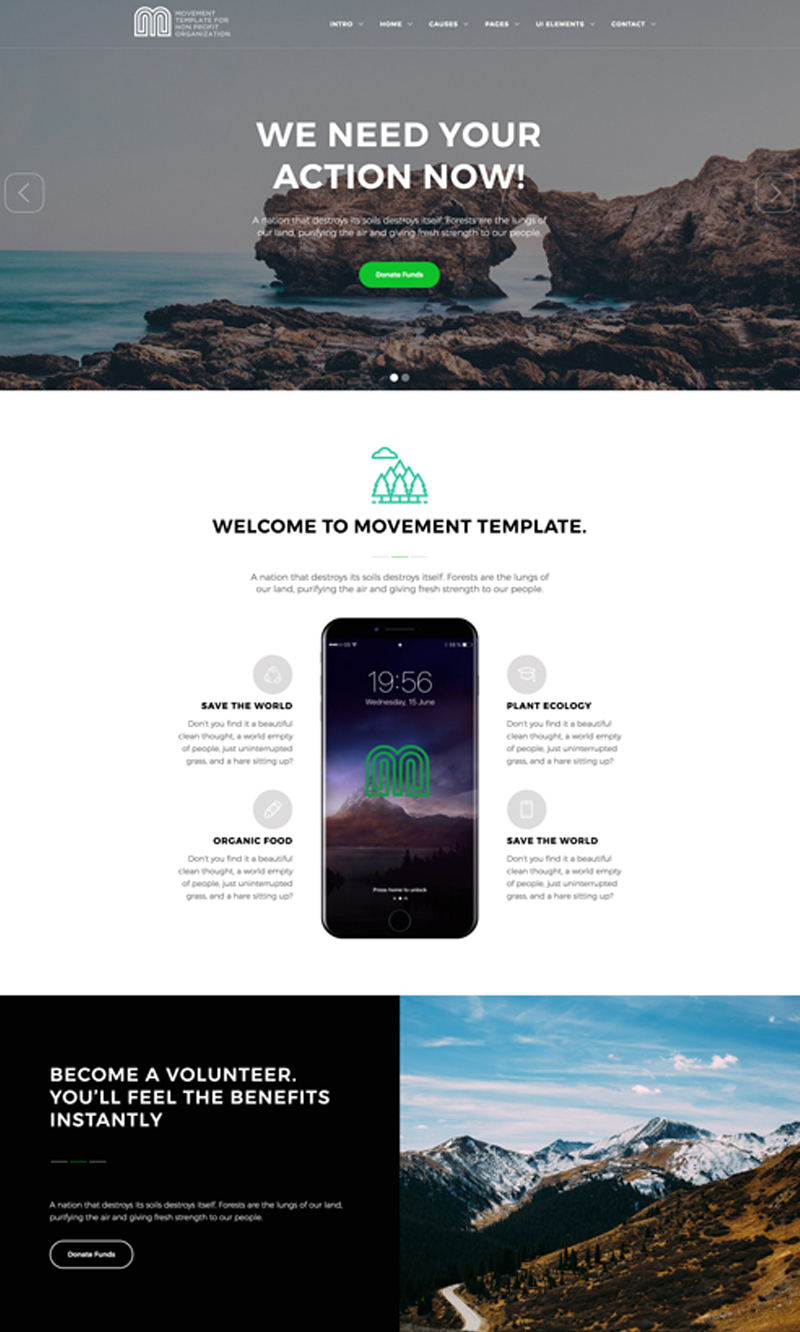 MOVEMENT
TEMPLATE FOR
NON PROFIT
ORGANIZATION
INTRO HOME CAUSES PAGES UI ELEMENTS CONTACT
WE NEED YOUR
ACTION NOW!
A nation that destroys its soils destroys itself. Forests are the lungs of
our land, purifying the air and giving fresh strength to our people.
Donate Funds
WELCOME TO MOVEMENT TEMPLATE.
A nation that destroys its soils destroys itself. Forests are the lungs of
our land, purifying the air and giving fresh strength to our people.
SAVE THE WORLD
Don't you find it a beautiful
clean thought, a world empty
of people, just uninterrupted
grass, and a hare sitting up?
ORGANIC FOOD
Don't you find it a beautiful
clean thought, a world empty
of people, just uninterrupted
grass, and a hare sitting up?
19:56
Wednesday, 15 June
Press home to unlock
PLANT ECOLOGY
Don't you find it a beautiful
clean thought, a world empty
of people, just uninterrupted
grass, and a hare sitting up?
SAVE THE WORLD
Don't you find it a beautiful
clean thought, a world empty
of people, just uninterrupted
grass, and a hare sitting up?
BECOME A VOLUNTEER.
YOU'LL FEEL THE BENEFITS
INSTANTLY
A nation that destroys its soils destroys itself. Forests are the lungs of our land,
purifying the air and giving fresh strength to our people.
Donate Funds